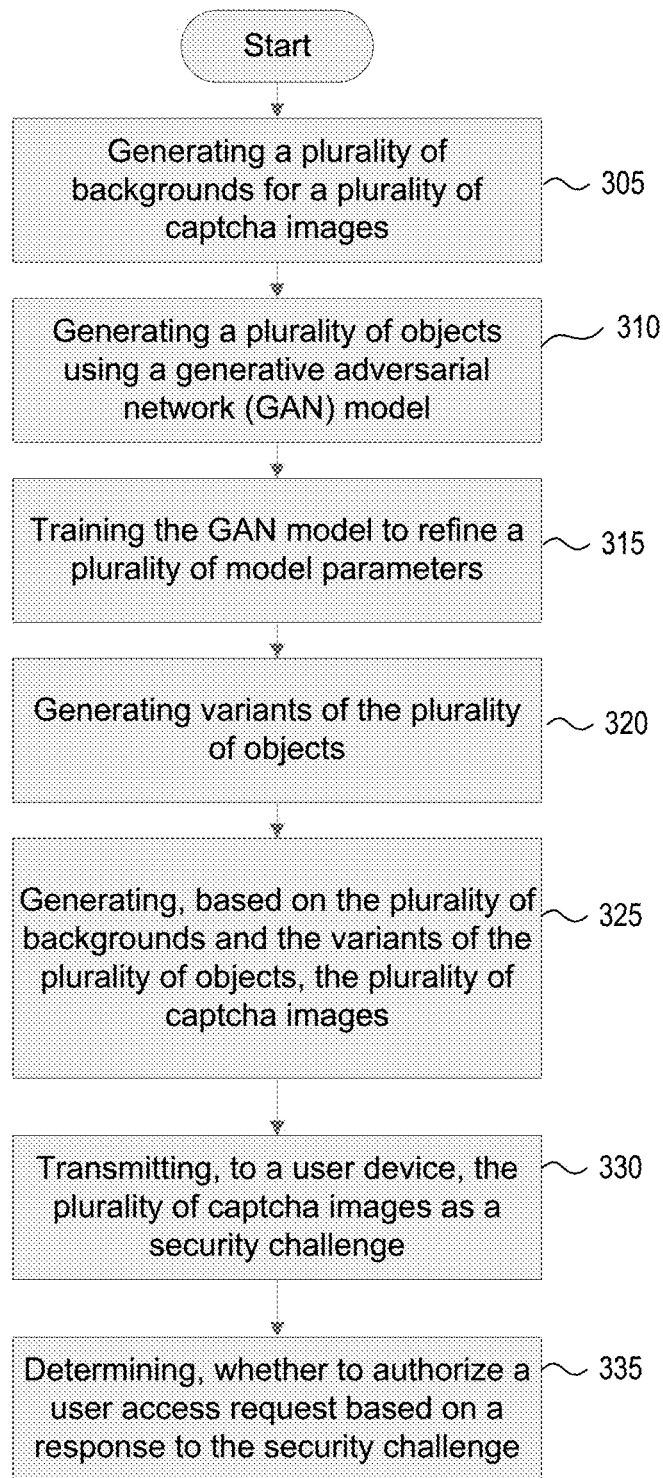 Start
Generating a plurality of
backgrounds for a plurality of
captcha images
305
Generating a plurality of objects
using a generative adversarial
network (GAN) model
310
Training the GAN model to refine a
plurality of model parameters
315
Generating variants of the plurality
of objects
320
Generating, based on the plurality of
backgrounds and the variants of the
plurality of objects, the plurality of
captcha images
325
Transmitting, to a user device, the
plurality of captcha images as a
security challenge
330
Determining, whether to authorize a
user access request based on a
response to the security challenge
335